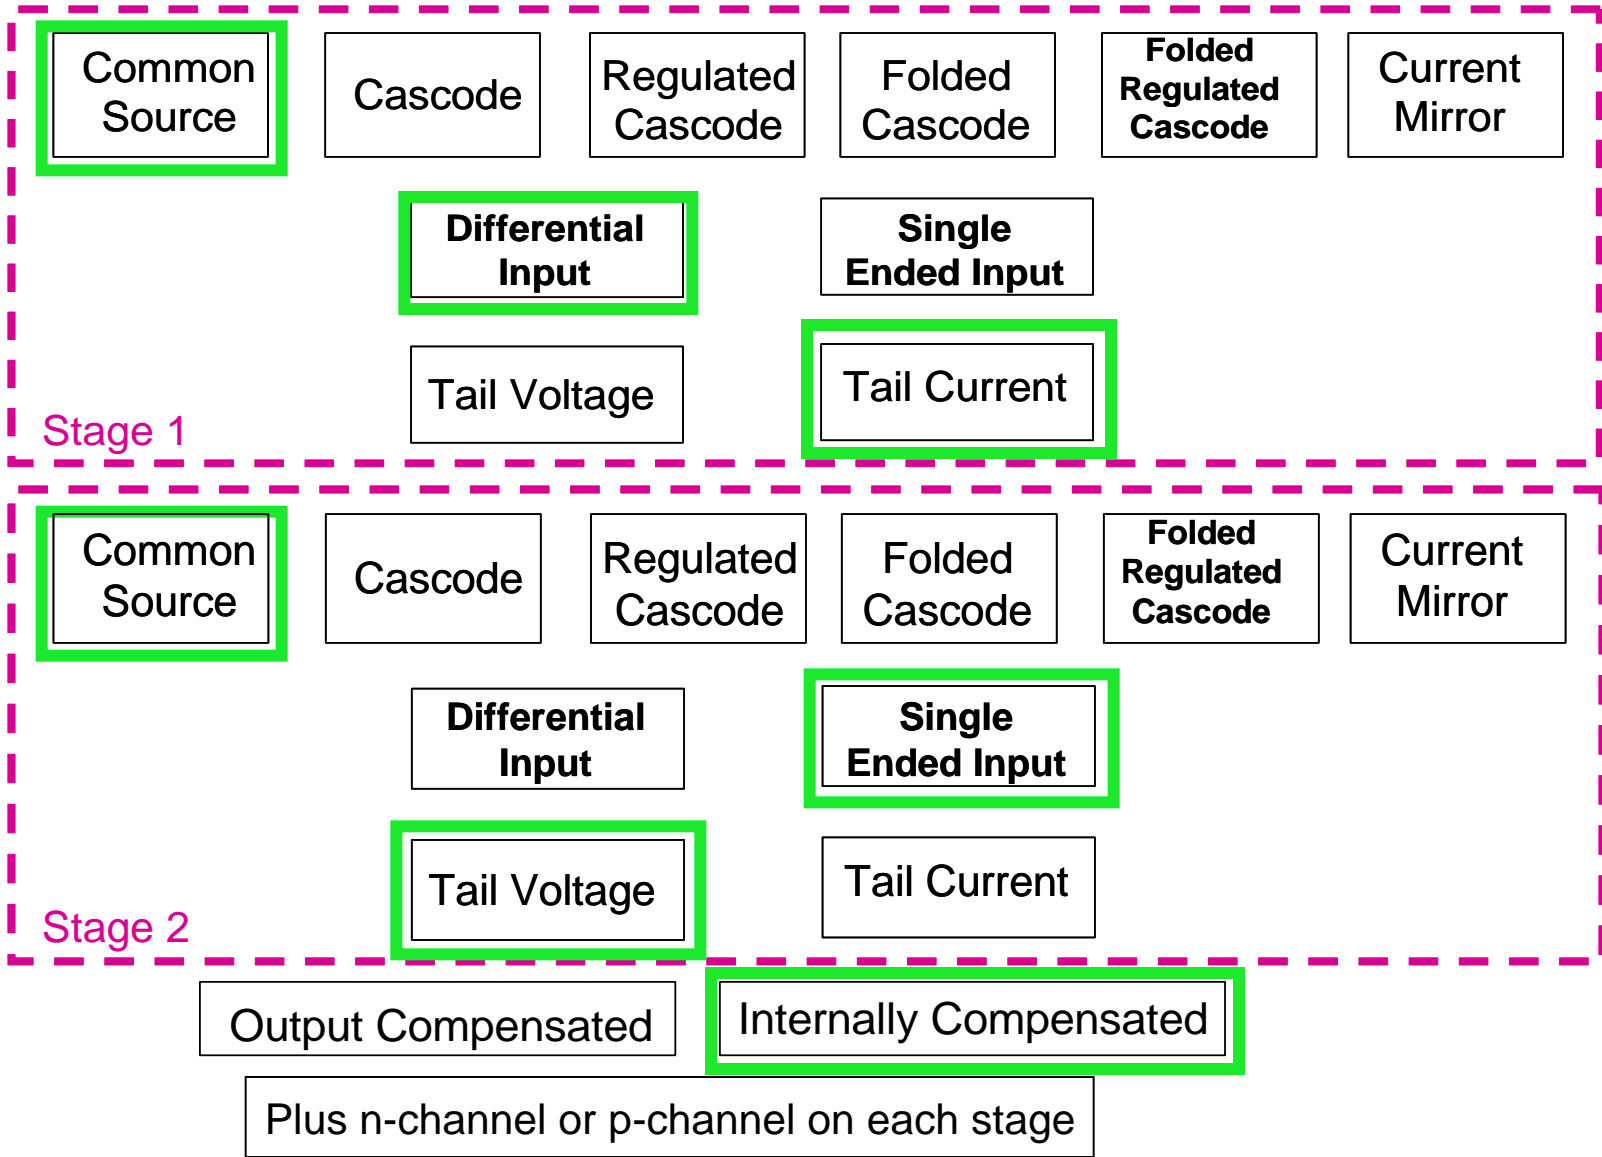 Common
Source
Cascode
Regulated
Cascode
Folded
Cascode
Folded
Regulated
Cascode
Current
Mirror
Differential
Input
Single
Ended Input
Tail Voltage
Tail Current
Stage 1
Common
Source
Cascode
Regulated
Cascode
Folded
Cascode
Folded
Regulated
Cascode
Current
Mirror
Differential
Input
Single
Ended Input
Tail Voltage
Tail Current
Stage 2
Output Compensated
Internally Compensated
Plus n-channel or p-channel on each stage